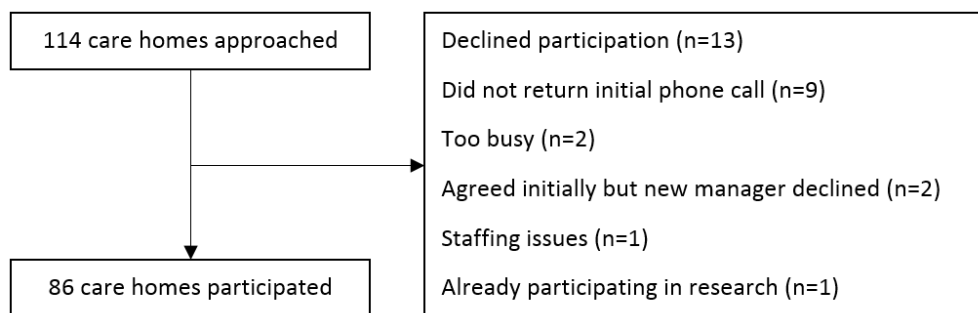 114 care homes approached
Declined participation (n=13)
Did not return initial phone call (n=9)
Too busy (n=2)
Agreed initially but new manager declined (n=2)
Staffing issues (n=1)
Already participating in research (n=1)
86 care homes participated